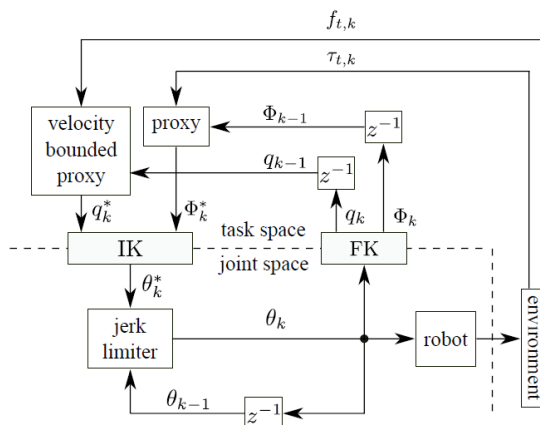 f_{t,k}
τ_{t,k}
velocity
bounded
proxy
proxy
Φ_{k−1}
z^{−1}
q_{k−1}
z^{−1}
q_k^*
Φ_k^*
q_k
Φ_k
task space
IK
FK
joint space
θ_k^*
jerk
limiter
θ_k
robot
environment
θ_{k−1}
z^{−1}